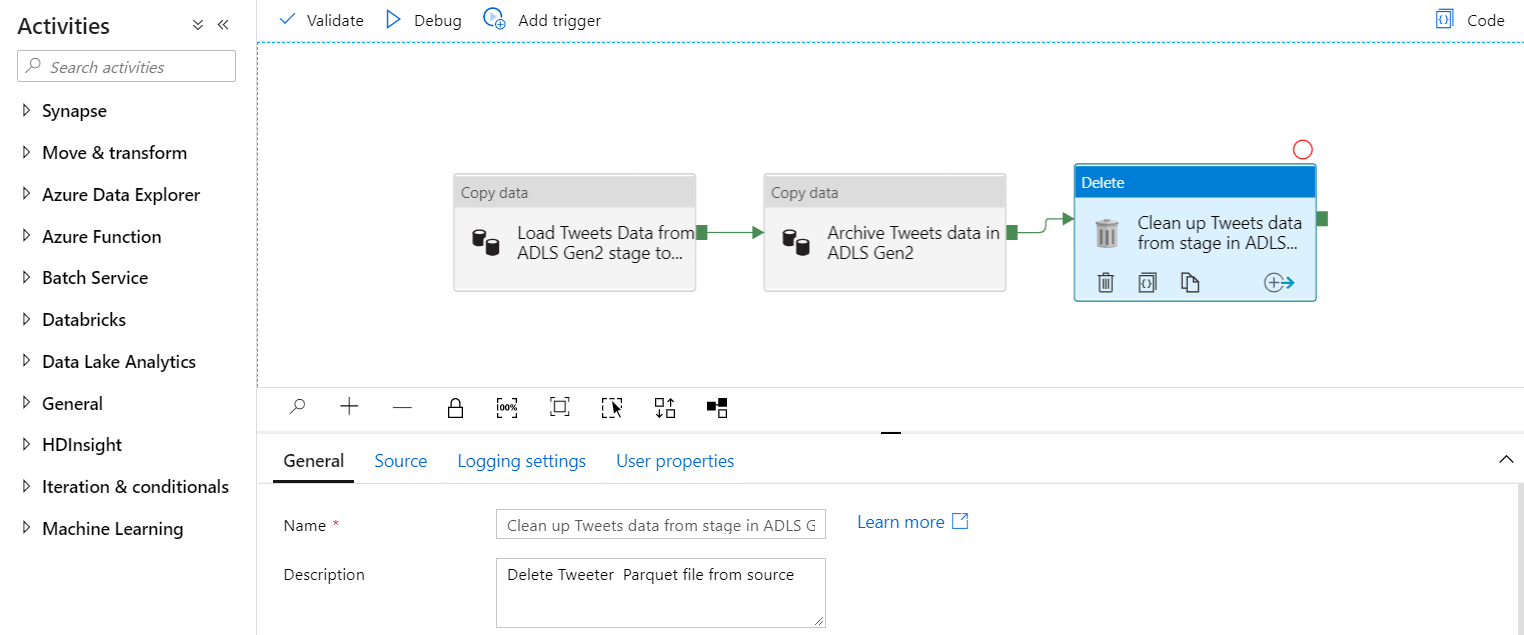 Activities
Search activities
Synapse
Move & transform
Azure Data Explorer
Azure Function
Batch Service
Databricks
Data Lake Analytics
General
HDInsight
Iteration & conditionals
Machine Learning
Validate
Debug
Add trigger
Code
Copy data
Load Tweets Data from
ADLS Gen2 stage to...
Copy data
Archive Tweets data in
ADLS Gen2
Delete
Clean up Tweets data
from stage in ADLS...
100%
General
Source
Logging settings
User properties
Name *
Clean up Tweets data from stage in ADLS G
Learn more
Description
Delete Tweeter  Parquet file from source